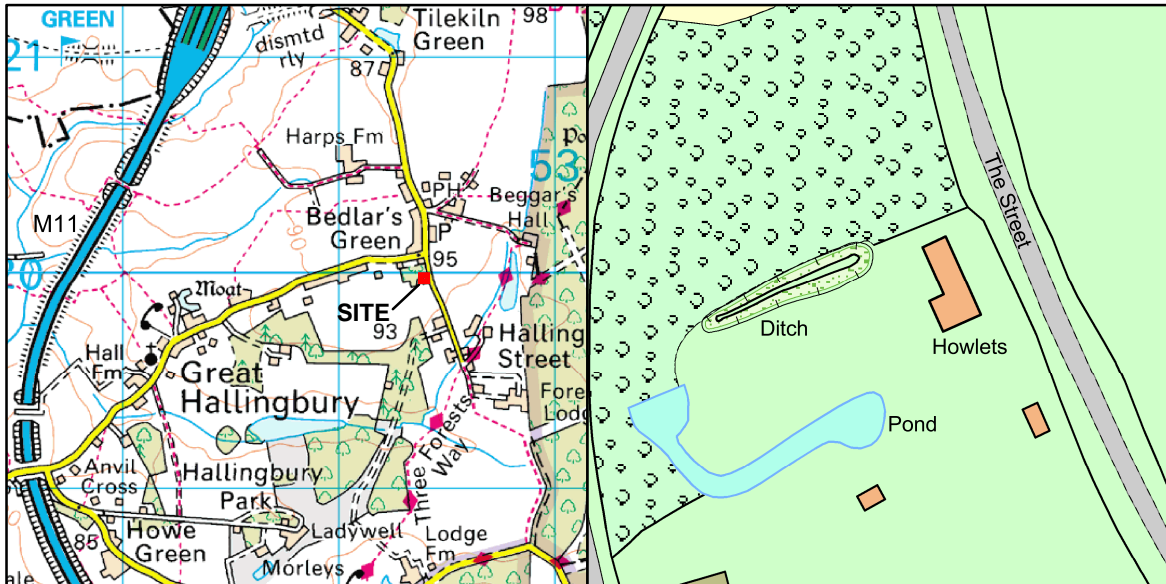 GREEN
21
dismtd
rly
Tilekiln
Green
98
87
Harps Fm
53
PH
Beggar's
Hall
M11
Bedlar's
Green
P
95
20
SITE
93
Moat
Halling
Street
Hall
Fm
Great
Hallingbury
Fore
Lodg
Three Forests
Way
Anvil
Cross
Hallingbury
Park
Howe
Green
85
Ladywell
Lodge
Fm
Morleys
ale
The Street
Ditch
Howlets
Pond